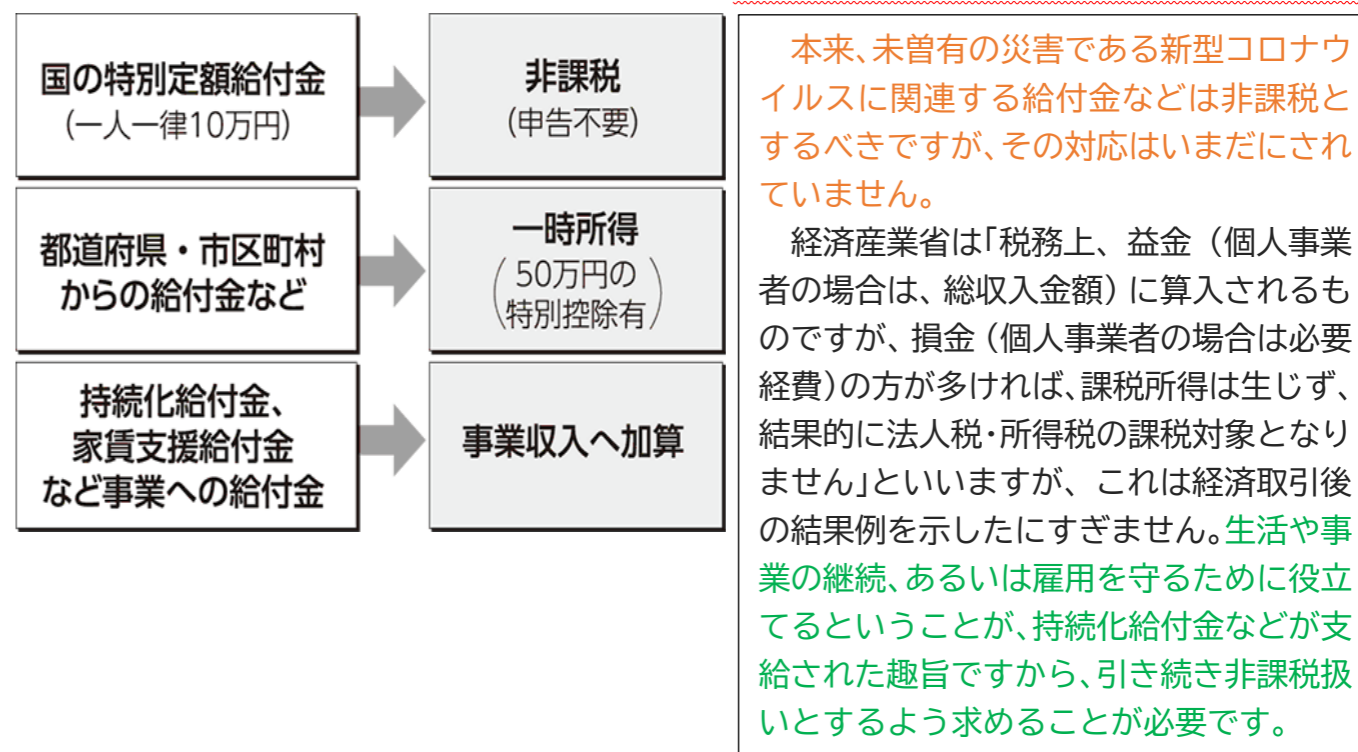 国の特別定額給付金
(一人一律10万円)
非課税
(申告不要)
都道府県・市区町村
からの給付金など
一時所得
(50万円の
特別控除有)
持続化給付金、
家賃支援給付金
など事業への給付金
事業収入へ加算
本来、未曽有の災害である新型コロナウ
イルスに関連する給付金などは非課税と
するべきですが、その対応はいまだにされ
ていません。
経済産業省は「税務上、益金（個人事業
者の場合は、総収入金額）に算入されるも
のですが、損金（個人事業者の場合は必要
経費）の方が多ければ、課税所得は生じず、
結果的に法人税・所得税の課税対象となり
ません」といいますが、これは経済取引後
の結果例を示したにすぎません。生活や事
業の継続、あるいは雇用を守るために役立
てるということが、持続化給付金などが支
給された趣旨ですから、引き続き非課税扱
いとするよう求めることが必要です。